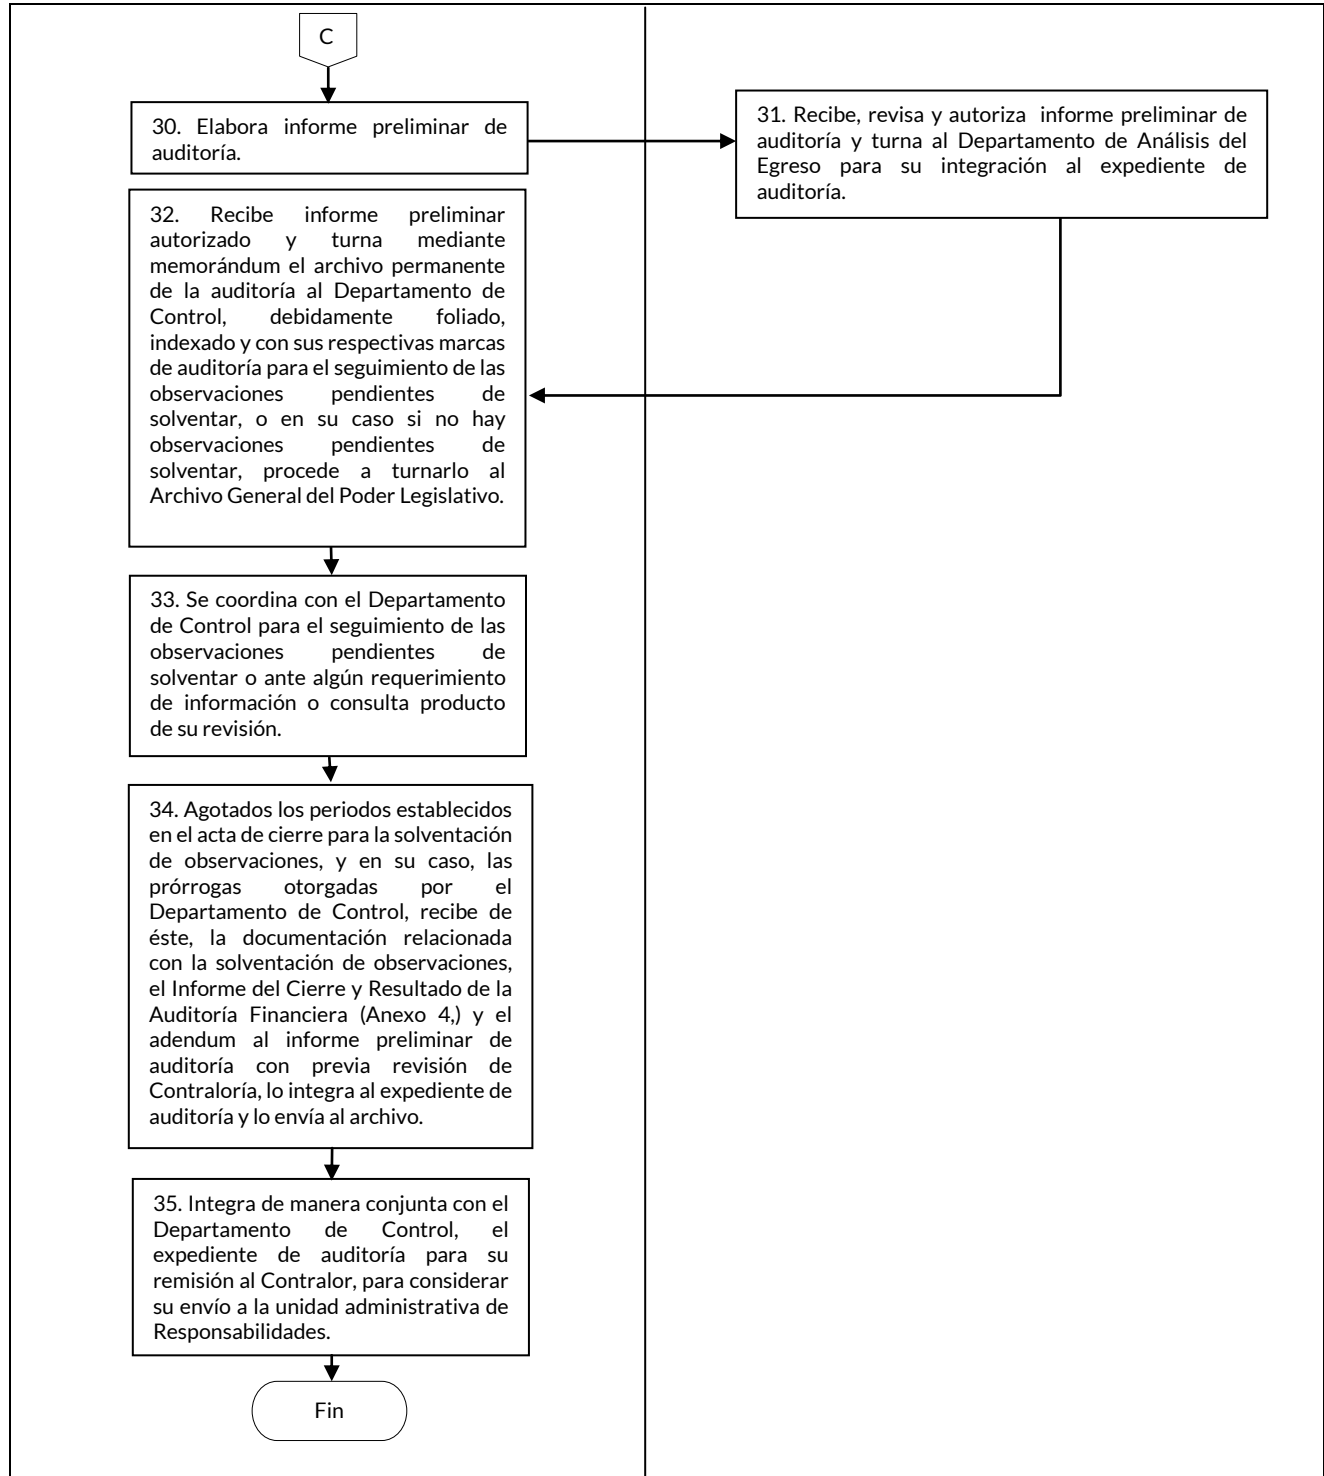 C
30. Elabora informe preliminar de
auditoría.
31. Recibe, revisa y autoriza informe preliminar de
auditoría y turna al Departamento de Análisis del
Egreso para su integración al expediente de
auditoría.
32. Recibe informe preliminar
autorizado y turna mediante
memorándum el archivo permanente
de la auditoría al Departamento de
Control, debidamente foliado,
indexado y con sus respectivas marcas
de auditoría para el seguimiento de las
observaciones pendientes de
solventar, o en su caso si no hay
observaciones pendientes de
solventar, procede a turnarlo al
Archivo General del Poder Legislativo.
33. Se coordina con el Departamento
de Control para el seguimiento de las
observaciones pendientes de
solventar o ante algún requerimiento
de información o consulta producto
de su revisión.
34. Agotados los periodos establecidos
en el acta de cierre para la solventación
de observaciones, y en su caso, las
prórrogas otorgadas por el
Departamento de Control, recibe de
éste, la documentación relacionada
con la solventación de observaciones,
el Informe del Cierre y Resultado de la
Auditoría Financiera (Anexo 4,) y el
adendum al informe preliminar de
auditoría con previa revisión de
Contraloría, lo integra al expediente de
auditoría y lo envía al archivo.
35. Integra de manera conjunta con el
Departamento de Control, el
expediente de auditoría para su
remisión al Contralor, para considerar
su envío a la unidad administrativa de
Responsabilidades.
Fin